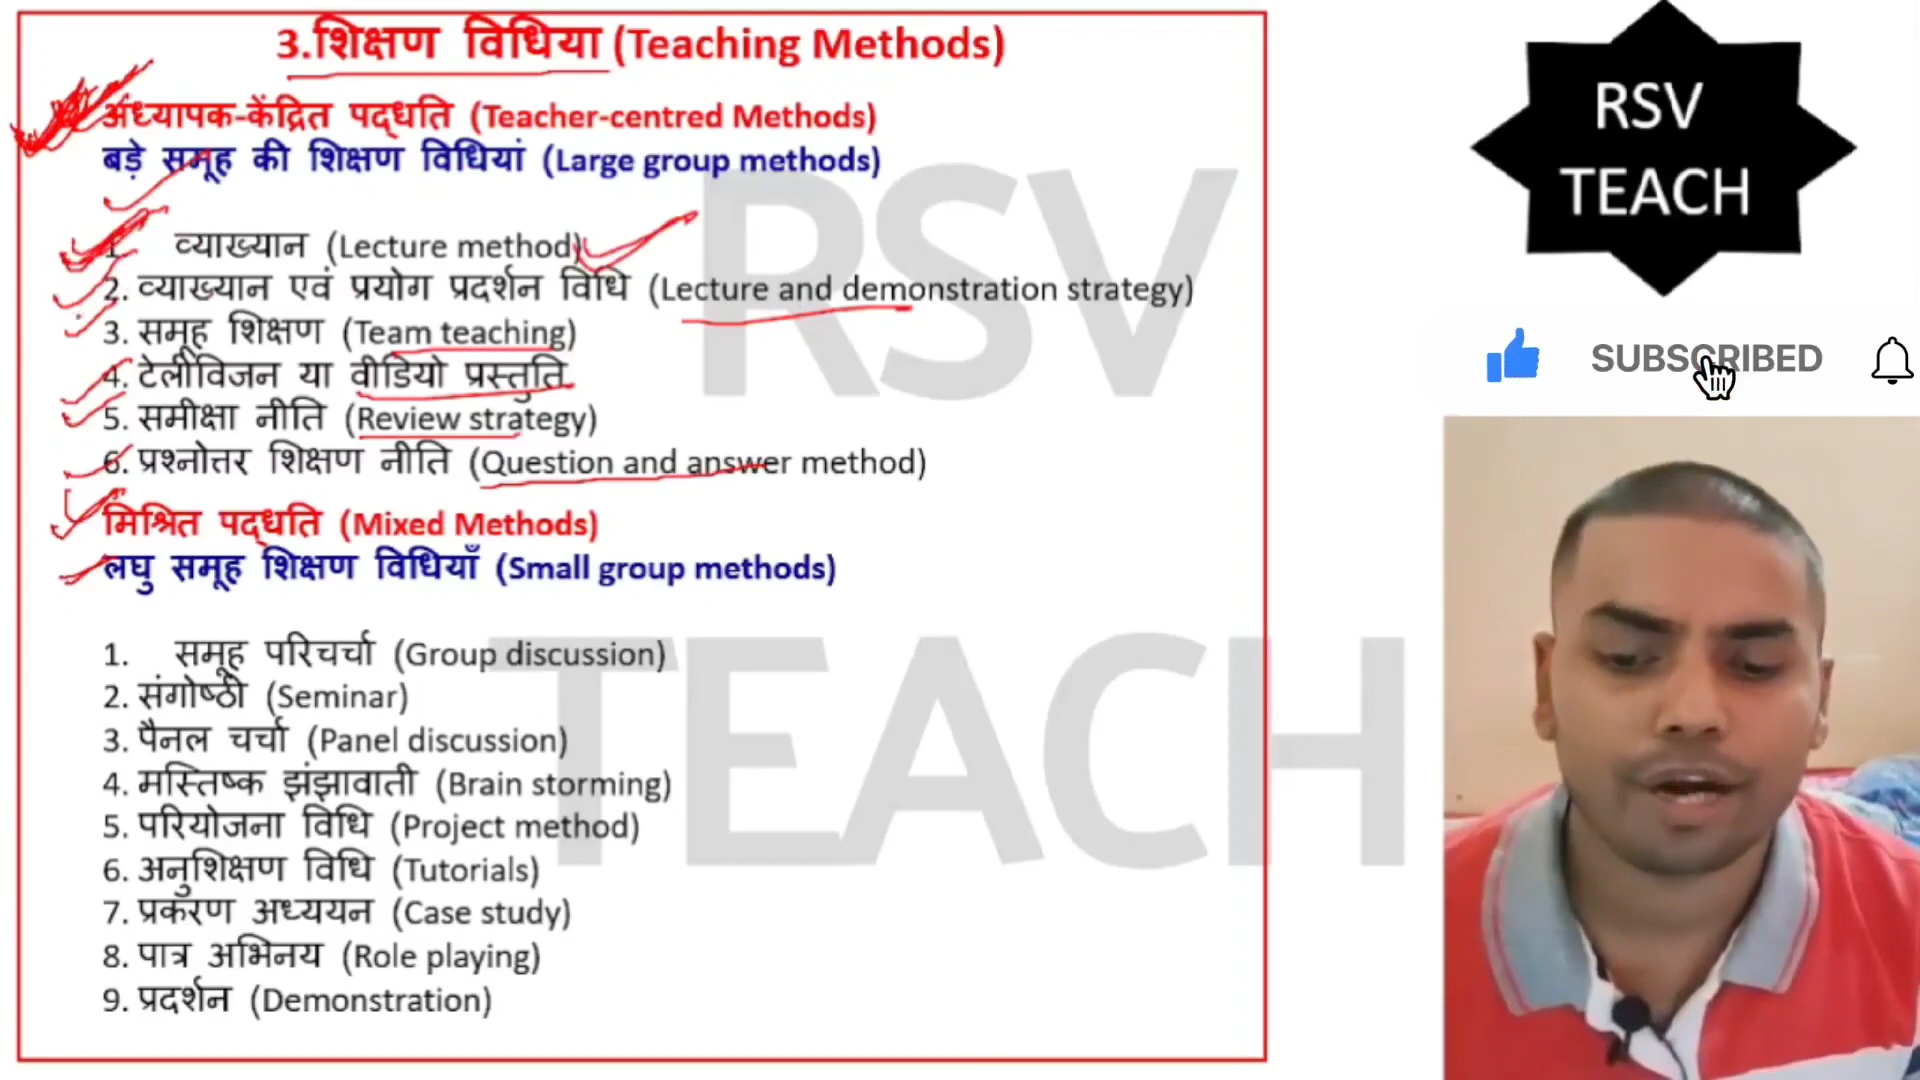 3.शिक्षण विधिया (Teaching Methods)
अध्यापक-केंद्रित पद्धति (Teacher-centred Methods)
बड़े समूह की शिक्षण विधियां (Large group methods)
1. व्याख्यान (Lecture method)
2. व्याख्यान एवं प्रयोग प्रदर्शन विधि (Lecture and demonstration strategy)
3. समूह शिक्षण (Team teaching)
4. टेलीविजन या वीडियो प्रस्तुति
5. समीक्षा नीति (Review strategy)
6. प्रश्नोत्तर शिक्षण नीति (Question and answer method)
मिश्रित पद्धति (Mixed Methods)
लघु समूह शिक्षण विधियाँ (Small group methods)
1. समूह परिचर्चा (Group discussion)
2. संगोष्ठी (Seminar)
3. पैनल चर्चा (Panel discussion)
4. मस्तिष्क झंझावाती (Brain storming)
5. परियोजना विधि (Project method)
6. अनुशिक्षण विधि (Tutorials)
7. प्रकरण अध्ययन (Case study)
8. पात्र अभिनय (Role playing)
9. प्रदर्शन (Demonstration)
RSV
TEACH
RSV
TEACH
SUBSCRIBED